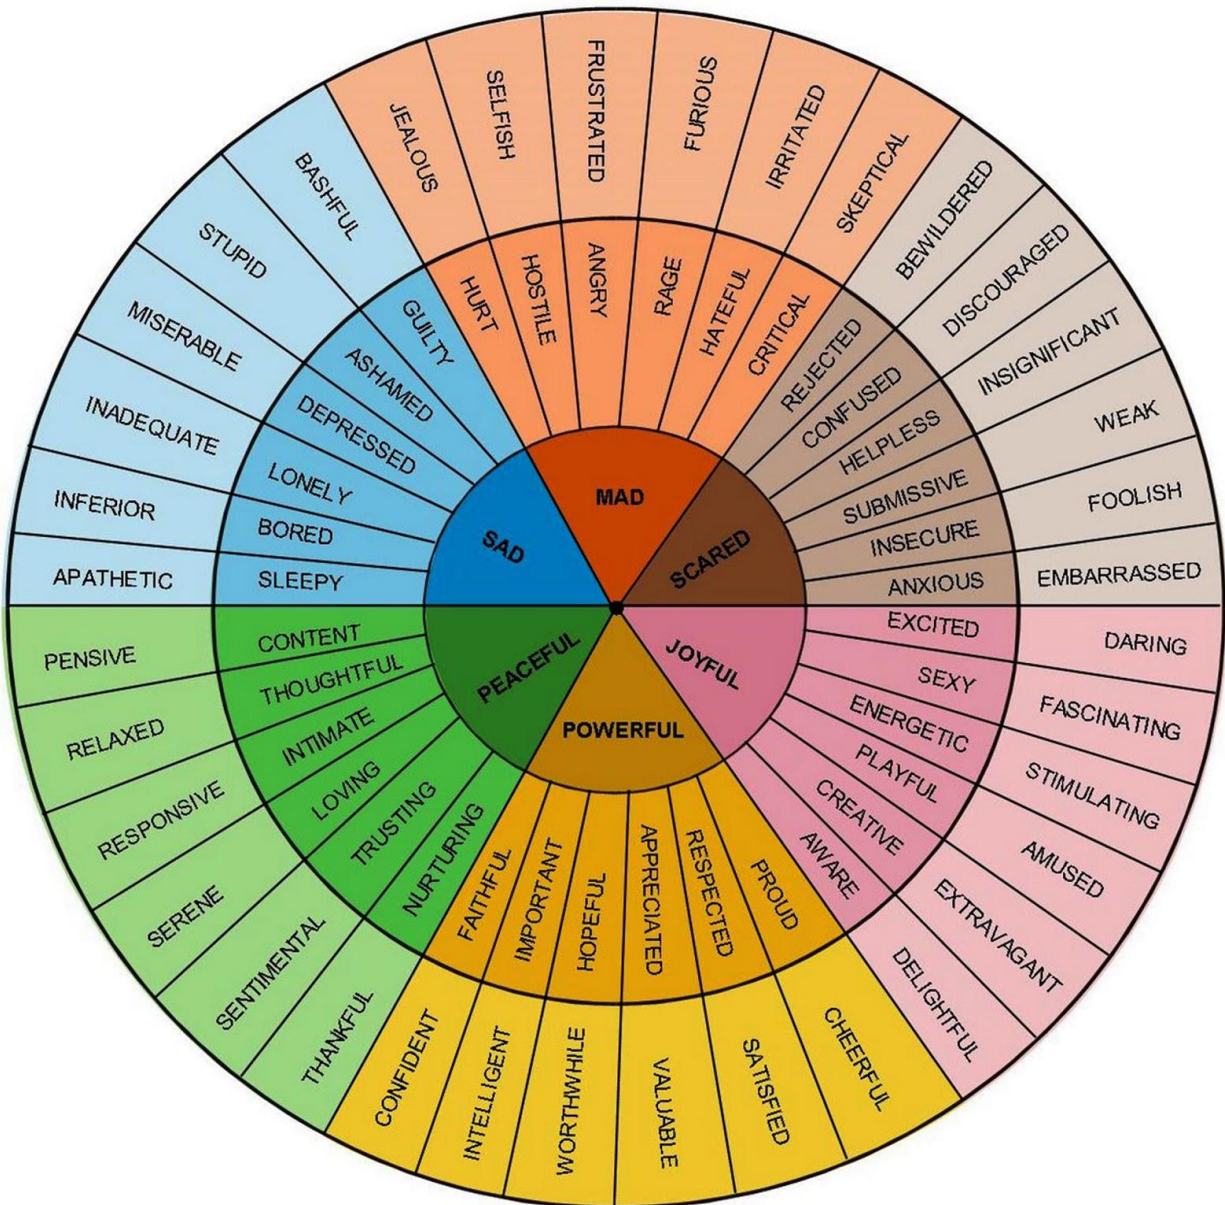 MAD
SCARED
JOYFUL
POWERFUL
PEACEFUL
SAD
HURT
HOSTILE
ANGRY
RAGE
HATEFUL
CRITICAL
REJECTED
CONFUSED
HELPLESS
SUBMISSIVE
INSECURE
ANXIOUS
EXCITED
SEXY
ENERGETIC
PLAYFUL
CREATIVE
AWARE
PROUD
RESPECTED
APPRECIATED
HOPEFUL
IMPORTANT
FAITHFUL
NURTURING
TRUSTING
LOVING
INTIMATE
THOUGHTFUL
CONTENT
SLEEPY
BORED
LONELY
DEPRESSED
ASHAMED
GUILTY
JEALOUS
SELFISH
FRUSTRATED
FURIOUS
IRRITATED
SKEPTICAL
BEWILDERED
DISCOURAGED
INSIGNIFICANT
WEAK
FOOLISH
EMBARRASSED
DARING
FASCINATING
STIMULATING
AMUSED
EXTRAVAGANT
DELIGHTFUL
CHEERFUL
SATISFIED
VALUABLE
WORTHWHILE
INTELLIGENT
CONFIDENT
THANKFUL
SENTIMENTAL
SERENE
RESPONSIVE
RELAXED
PENSIVE
APATHETIC
INFERIOR
INADEQUATE
MISERABLE
STUPID
BASHFUL